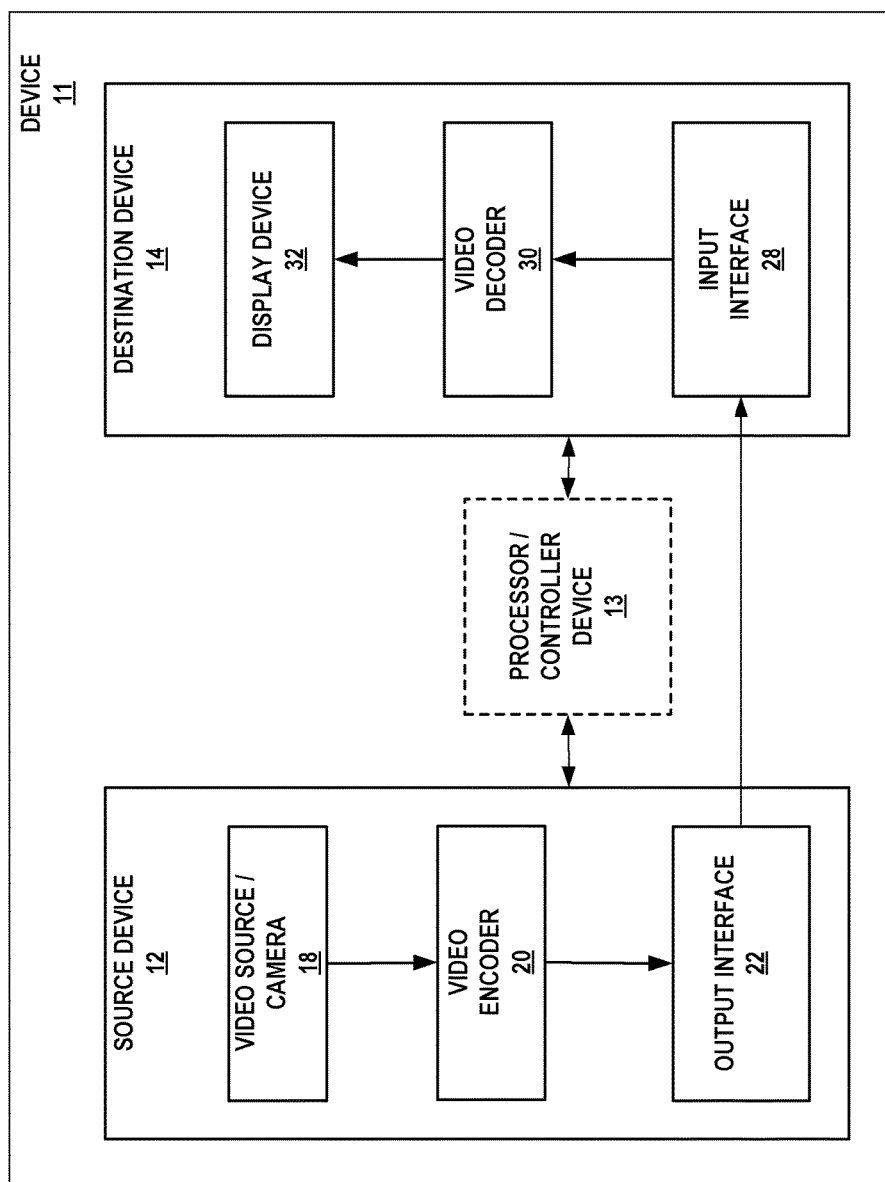 DEVICE
11
SOURCE DEVICE
12
VIDEO SOURCE /
CAMERA
18
VIDEO
ENCODER
20
OUTPUT INTERFACE
22
PROCESSOR /
CONTROLLER
DEVICE
13
DESTINATION DEVICE
14
DISPLAY DEVICE
32
VIDEO
DECODER
30
INPUT
INTERFACE
28